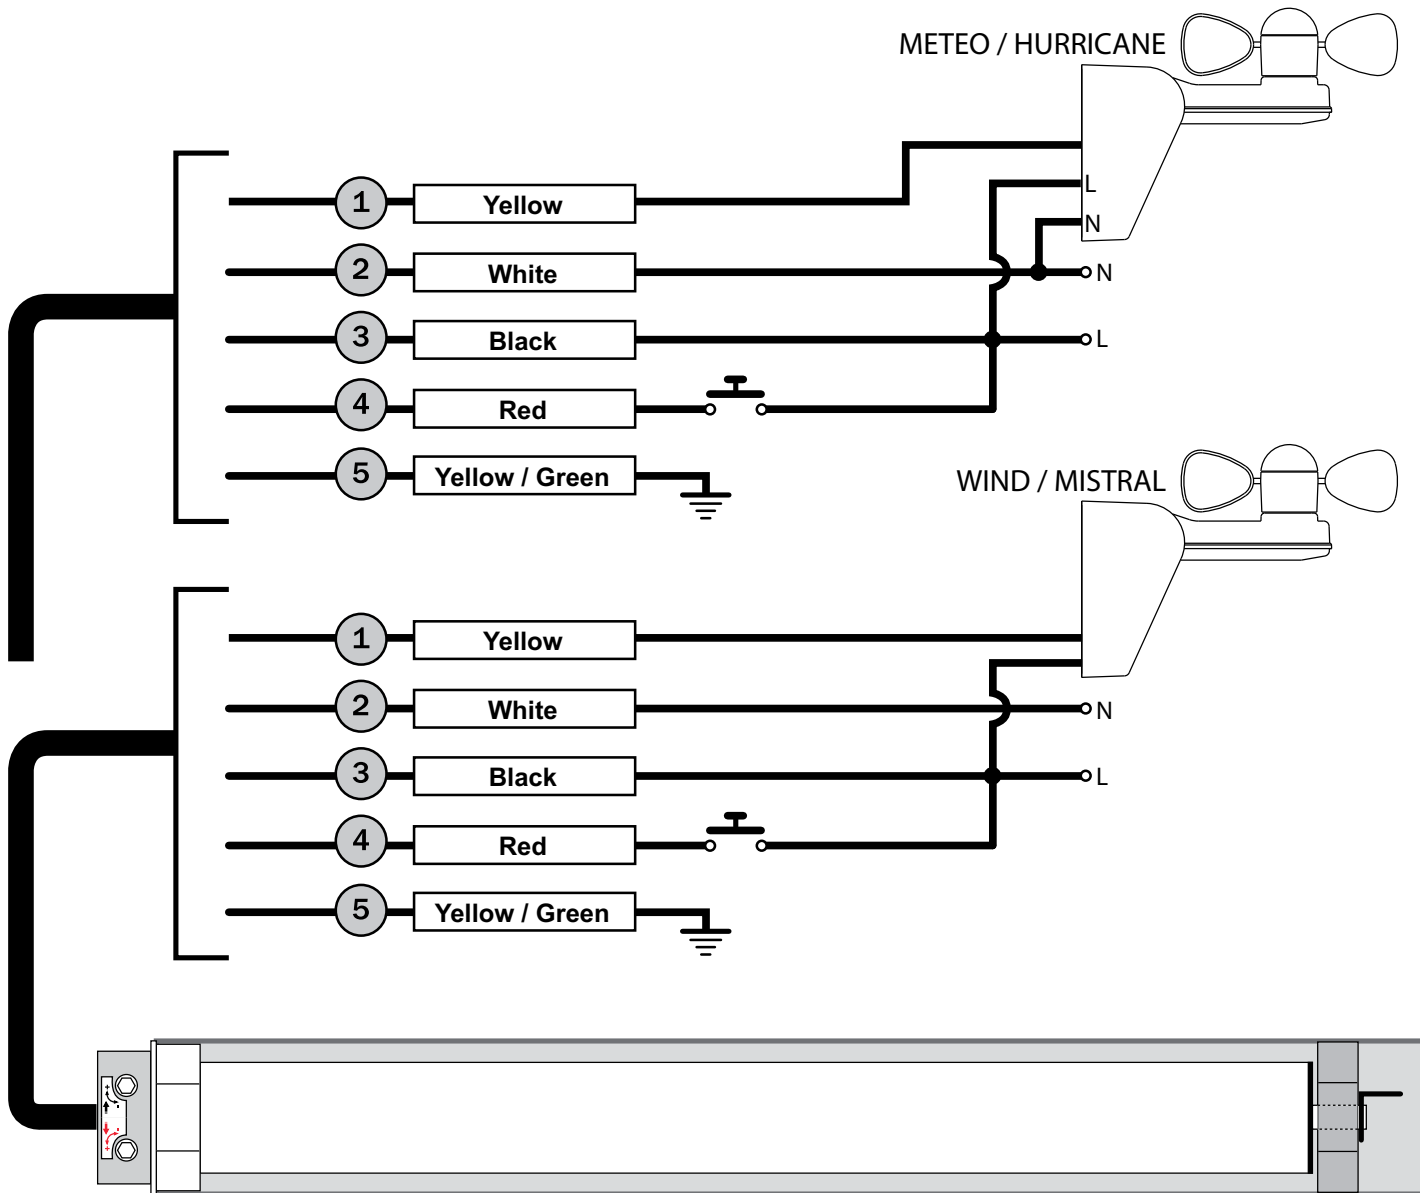 METEO / HURRICANE
1 Yellow
L
N
2 White N
3 Black L
4 Red
5 Yellow / Green
WIND / MISTRAL
1 Yellow
2 White N
3 Black L
4 Red
5 Yellow / Green
+ -
- +